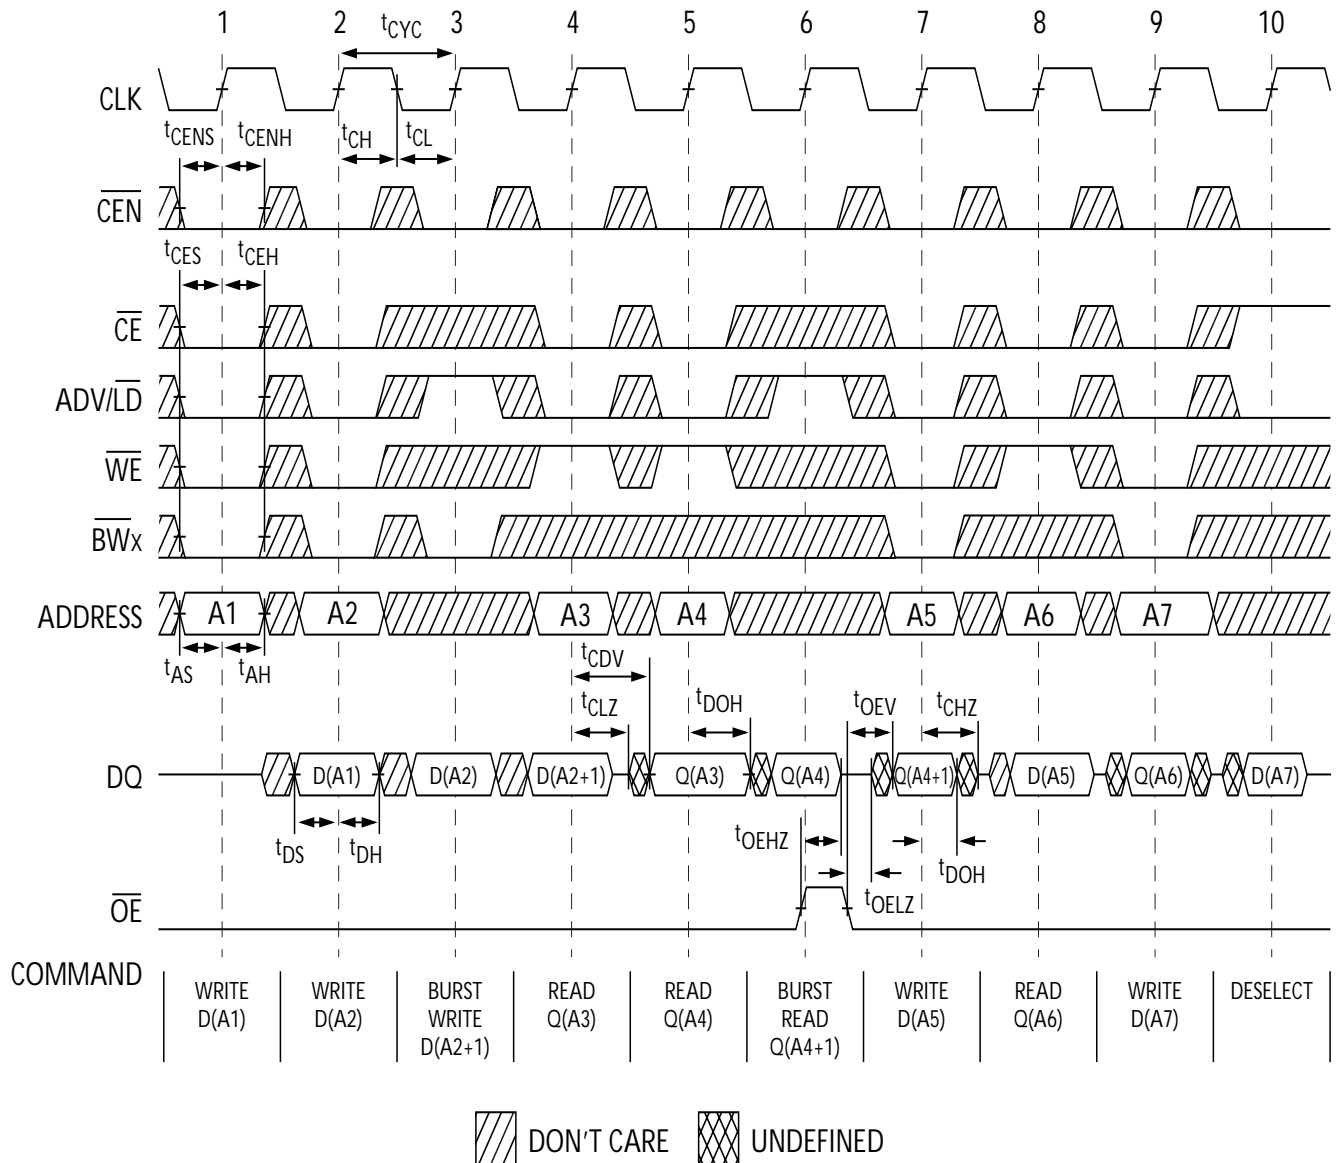 1 2 3 4 5 6 7 8 9 10
tCYC
CLK
tCENS tCENH tCH tCL
CEN
tCES tCEH
CE
ADV/LD
WE
BWx
ADDRESS A1 A2 A3 A4 A5 A6 A7
tAS tAH tCDV
tCLZ tDOH tOEV tCHZ
DQ D(A1) D(A2) D(A2+1) Q(A3) Q(A4) Q(A4+1) D(A5) Q(A6) D(A7)
tDS tDH tOEHZ tDOH
tOELZ
OE
COMMAND
WRITE D(A1)
WRITE D(A2)
BURST WRITE D(A2+1)
READ Q(A3)
READ Q(A4)
BURST READ Q(A4+1)
WRITE D(A5)
READ Q(A6)
WRITE D(A7)
DESELECT
DON'T CARE UNDEFINED